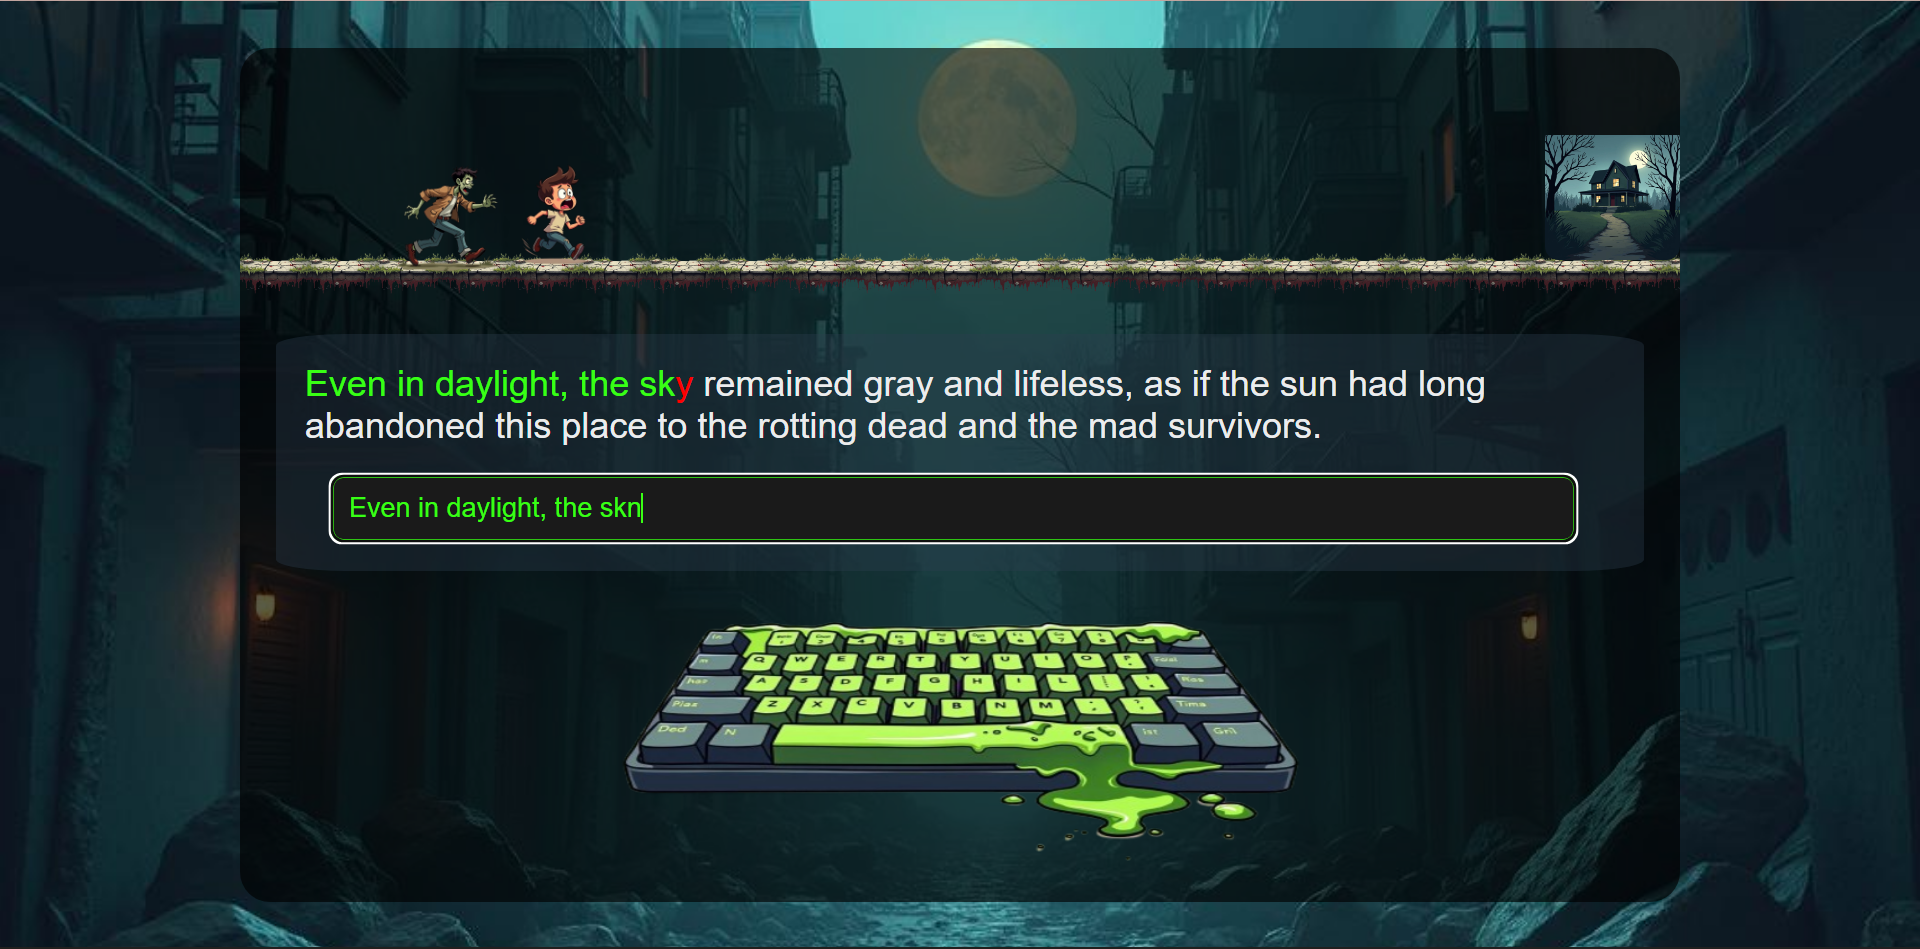 Even in daylight, the sky remained gray and lifeless, as if the sun had long
abandoned this place to the rotting dead and the mad survivors.
Even in daylight, the skn
Q W E R T Y U I O P
A S D F G H I L
Z X C V B N M
Ded N